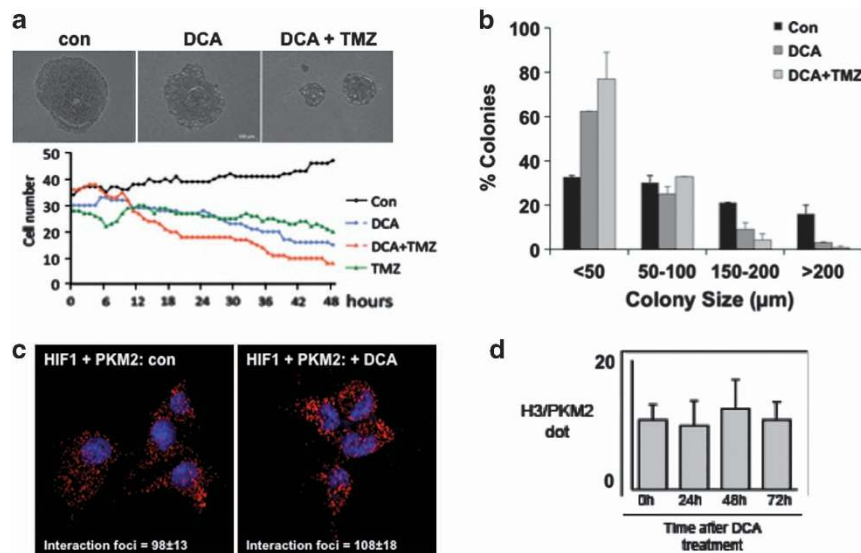 a
con DCA DCA + TMZ
50
40
30
20
10
0
Cell number
Con
DCA
DCA+TMZ
TMZ
0 6 12 18 24 30 36 42 48 hours
b
100
80
60
40
20
0
% Colonies
Con
DCA
DCA+TMZ
<50 50-100 150-200 >200
Colony Size (µm)
c
HIF1 + PKM2: con
Interaction foci = 98±13
HIF1 + PKM2: + DCA
Interaction foci = 108±18
d
20
H3/PKM2
dot
0
0h 24h 48h 72h
Time after DCA
treatment